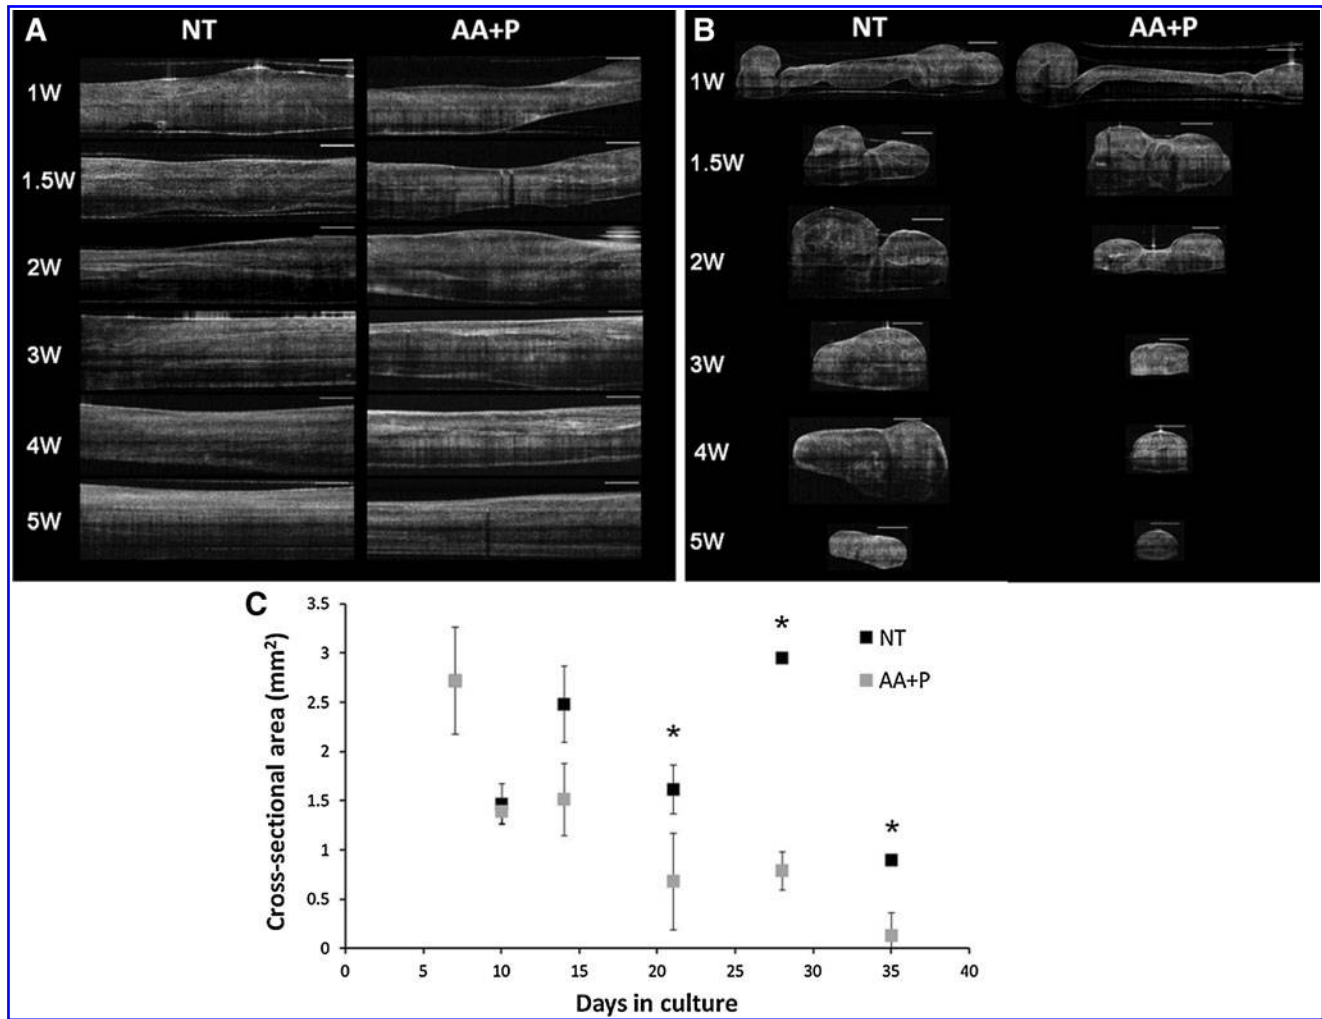 A NT AA+P
1W
1.5W
2W
3W
4W
5W
B NT AA+P
1W
1.5W
2W
3W
4W
5W
C
Cross-sectional area (mm²)
3.5
3
2.5
2
1.5
1
0.5
0
0 5 10 15 20 25 30 35 40
Days in culture
* * *
NT
AA+P